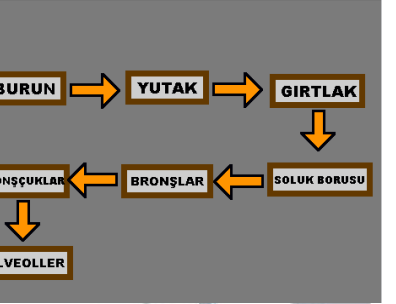 BURUN
YUTAK
GIRTLAK
SOLUK BORUSU
BRONŞLAR
ONŞÇUKLAR
LVEOLLER